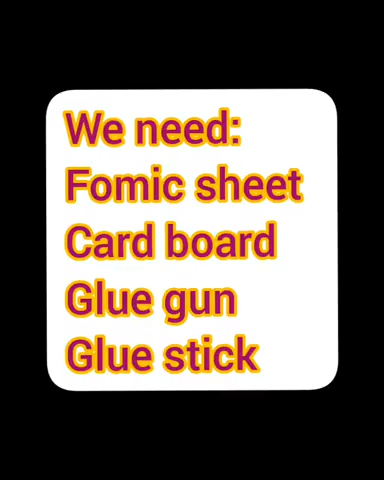 We need:
Fomic sheet
Card board
Glue gun
Glue stick